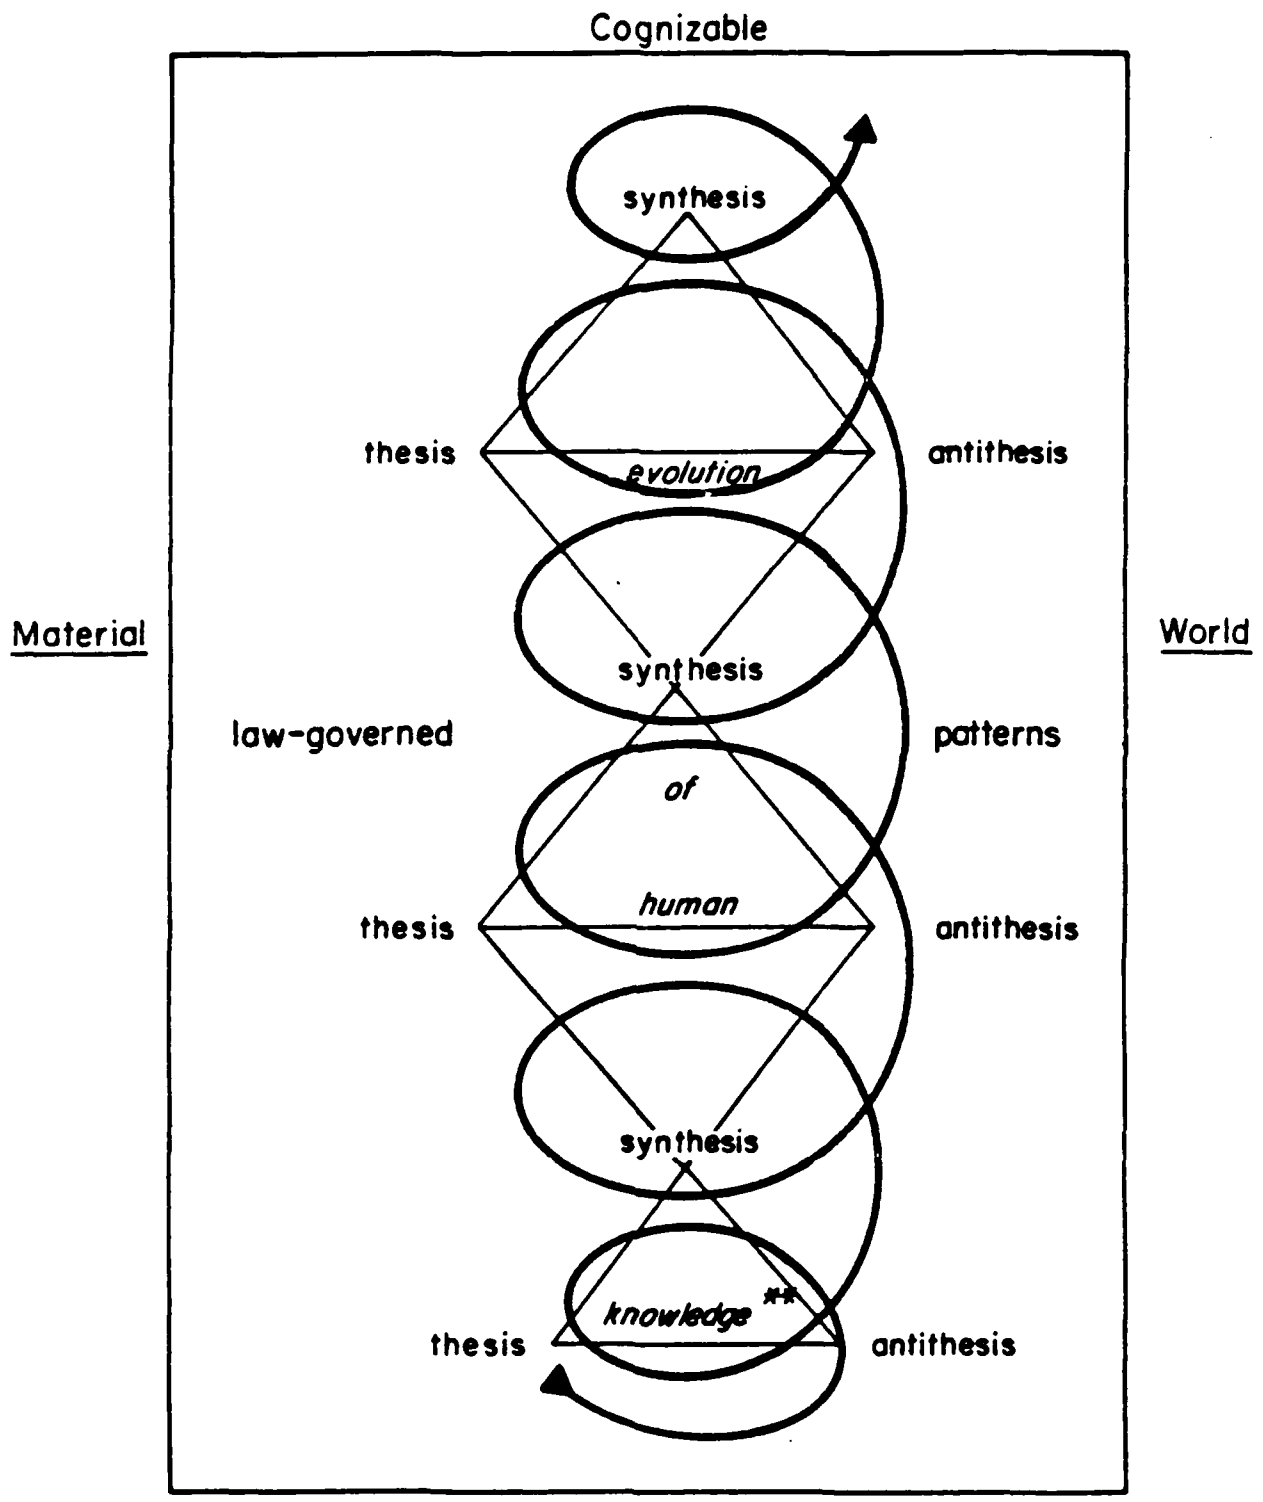 Cognizable
synthesis
thesis antithesis
evolution
Material World
synthesis
law-governed patterns
of
human
thesis antithesis
synthesis
knowledge **
thesis antithesis